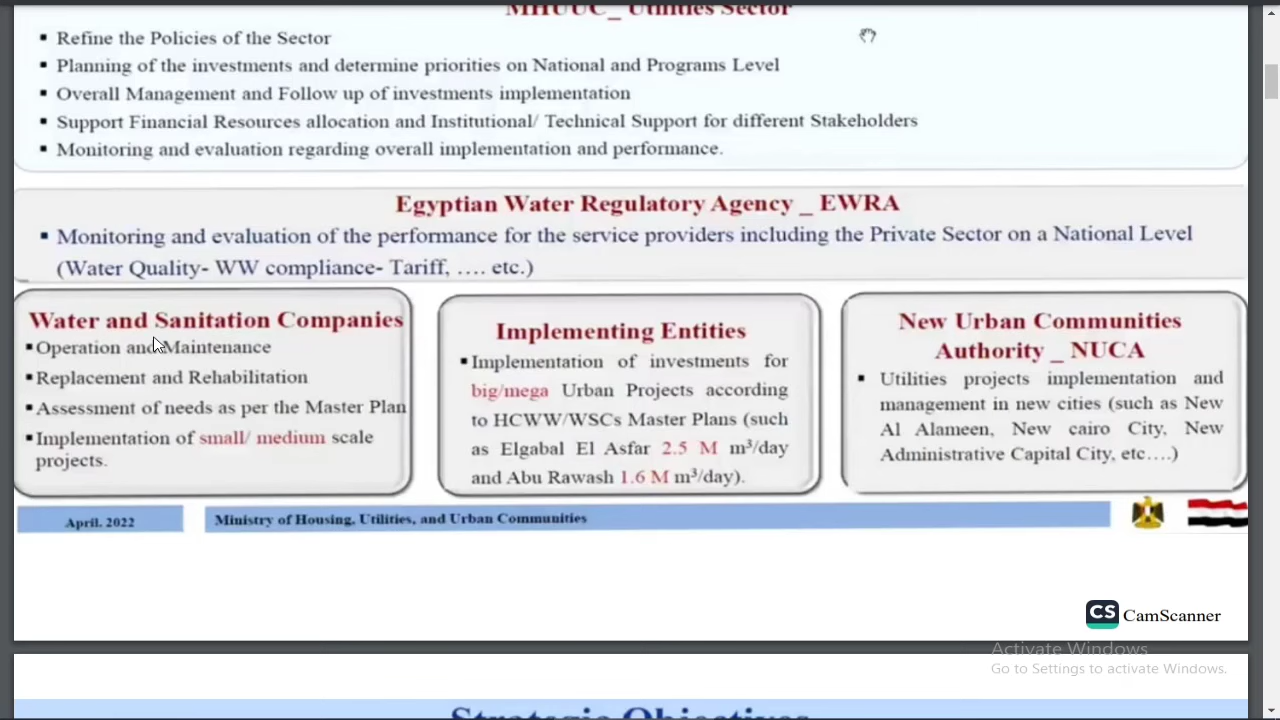 MHUUC_ Utilities Sector
▪ Refine the Policies of the Sector
▪ Planning of the investments and determine priorities on National and Programs Level
▪ Overall Management and Follow up of investments implementation
▪ Support Financial Resources allocation and Institutional/ Technical Support for different Stakeholders
▪ Monitoring and evaluation regarding overall implementation and performance.
Egyptian Water Regulatory Agency _ EWRA
▪ Monitoring and evaluation of the performance for the service providers including the Private Sector on a National Level
(Water Quality- WW compliance- Tariff, .... etc.)
Water and Sanitation Companies
▪Operation and Maintenance
▪Replacement and Rehabilitation
▪Assessment of needs as per the Master Plan
▪Implementation of small/ medium scale
projects.
Implementing Entities
▪Implementation of investments for
big/mega Urban Projects according
to HCWW/WSCs Master Plans (such
as Elgabal El Asfar 2.5 M m³/day
and Abu Rawash 1.6 M m³/day).
New Urban Communities
Authority _ NUCA
▪ Utilities projects implementation and
management in new cities (such as New
Al Alameen, New cairo City, New
Administrative Capital City, etc....)
April. 2022
Ministry of Housing, Utilities, and Urban Communities
CS CamScanner
Activate Windows
Go to Settings to activate Windows.
Strategic Objectives